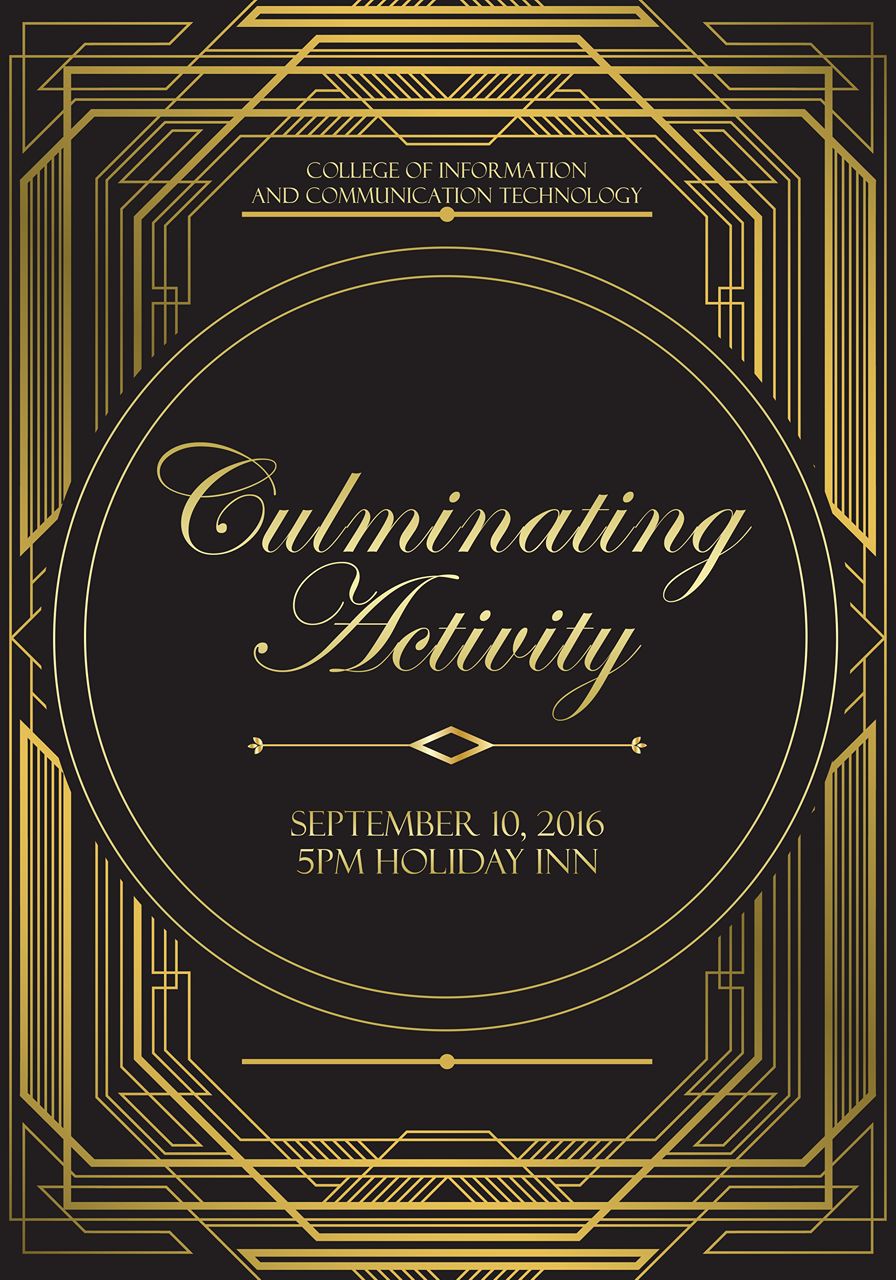 COLLEGE OF INFORMATION
AND COMMUNICATION TECHNOLOGY
Culminating
Activity
SEPTEMBER 10, 2016
5PM HOLIDAY INN